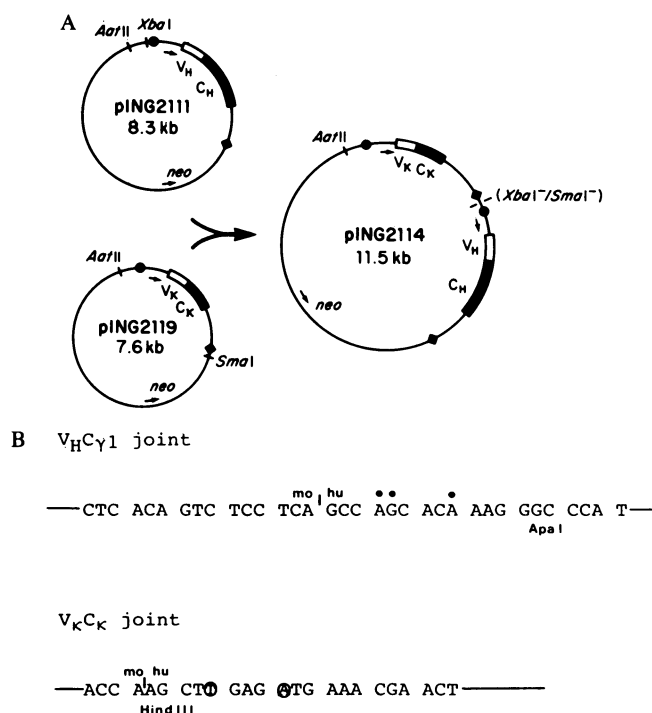 A
AatII XbaI
VH
CH
pING2111
8.3 kb
neo
AatII
VK CK
(XbaI⁻/SmaI⁻)
pING2114
11.5 kb
VH
CH
neo
AatII
VK
CK
pING2119
7.6 kb
SmaI
neo
B VHCγ1 joint
mo hu
CTC ACA GTC TCC TCA GCC AGC ACA AAG GGC CCA T
ApaI
VKCK joint
mo hu
ACC AAG CTT GAG ATG AAA CGA ACT
HindIII